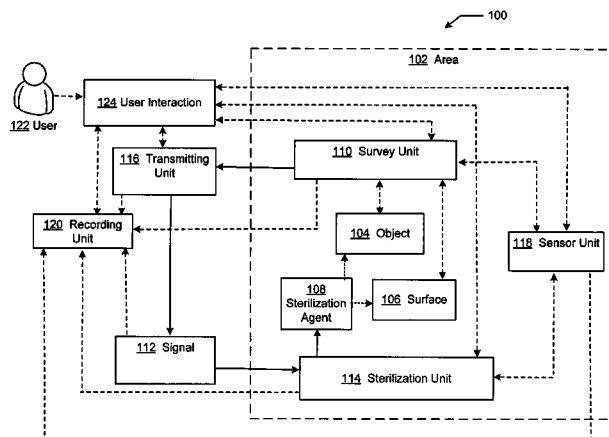 100
102 Area
124 User Interaction
122 User
116 Transmitting
Unit
110 Survey Unit
120 Recording
Unit
104 Object
118 Sensor Unit
108
Sterilization
Agent
106 Surface
112 Signal
114 Sterilization Unit